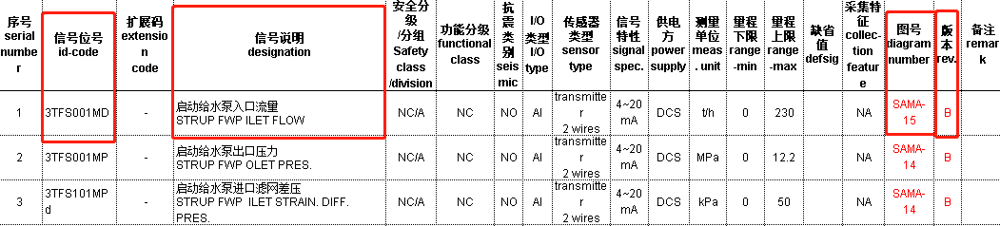 序号 serial number
信号位号 id-code
扩展码 extension code
信号说明 designation
安全分级/分组 Safety class/division
功能分级 functional class
抗震类别 seismic
I/O类型 I/O type
传感器类型 sensor type
信号特性 signal spec.
供电方 power supply
测量单位 meas. unit
量程下限 range-min
量程上限 range-max
缺省值 defsig
采集特征 collec-tion feature
图号 diagram number
版本 rev.
备注 remark
1 3TFS001MD - 启动给水泵入口流量 STRUP FWP ILET FLOW NC/A NC NO AI transmitter 2 wires 4~20 mA DCS t/h 0 230 NA SAMA-15 B
2 3TFS001MP - 启动给水泵出口压力 STRUP FWP OLET PRES. NC/A NC NO AI transmitter 2 wires 4~20 mA DCS MPa 0 12.2 NA SAMA-14 B
3 3TFS101MPd - 启动给水泵进口滤网差压 STRUP FWP ILET STRAIN. DIFF. PRES. NC/A NC NO AI transmitter 2 wires 4~20 mA DCS kPa 0 50 NA SAMA-14 B